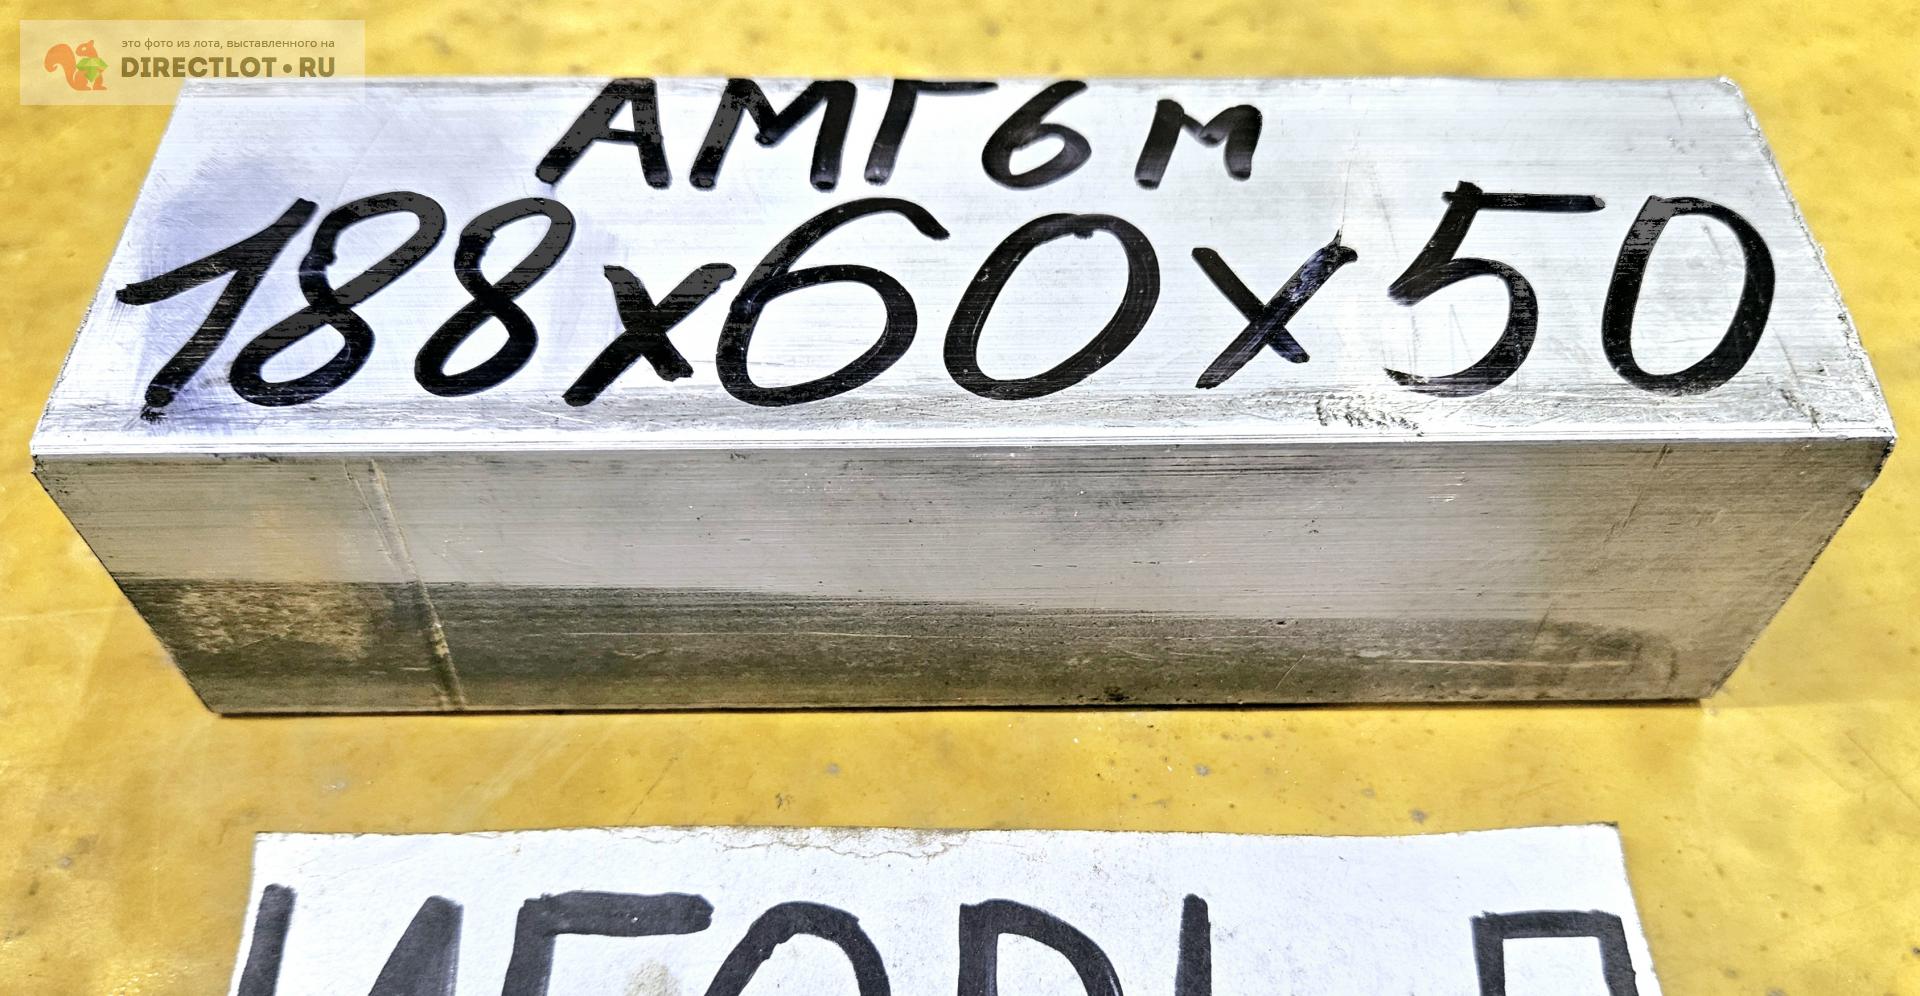 это фото из лота, выставленного на
DIRECTLOT.RU
АМГ6М
188х60х50